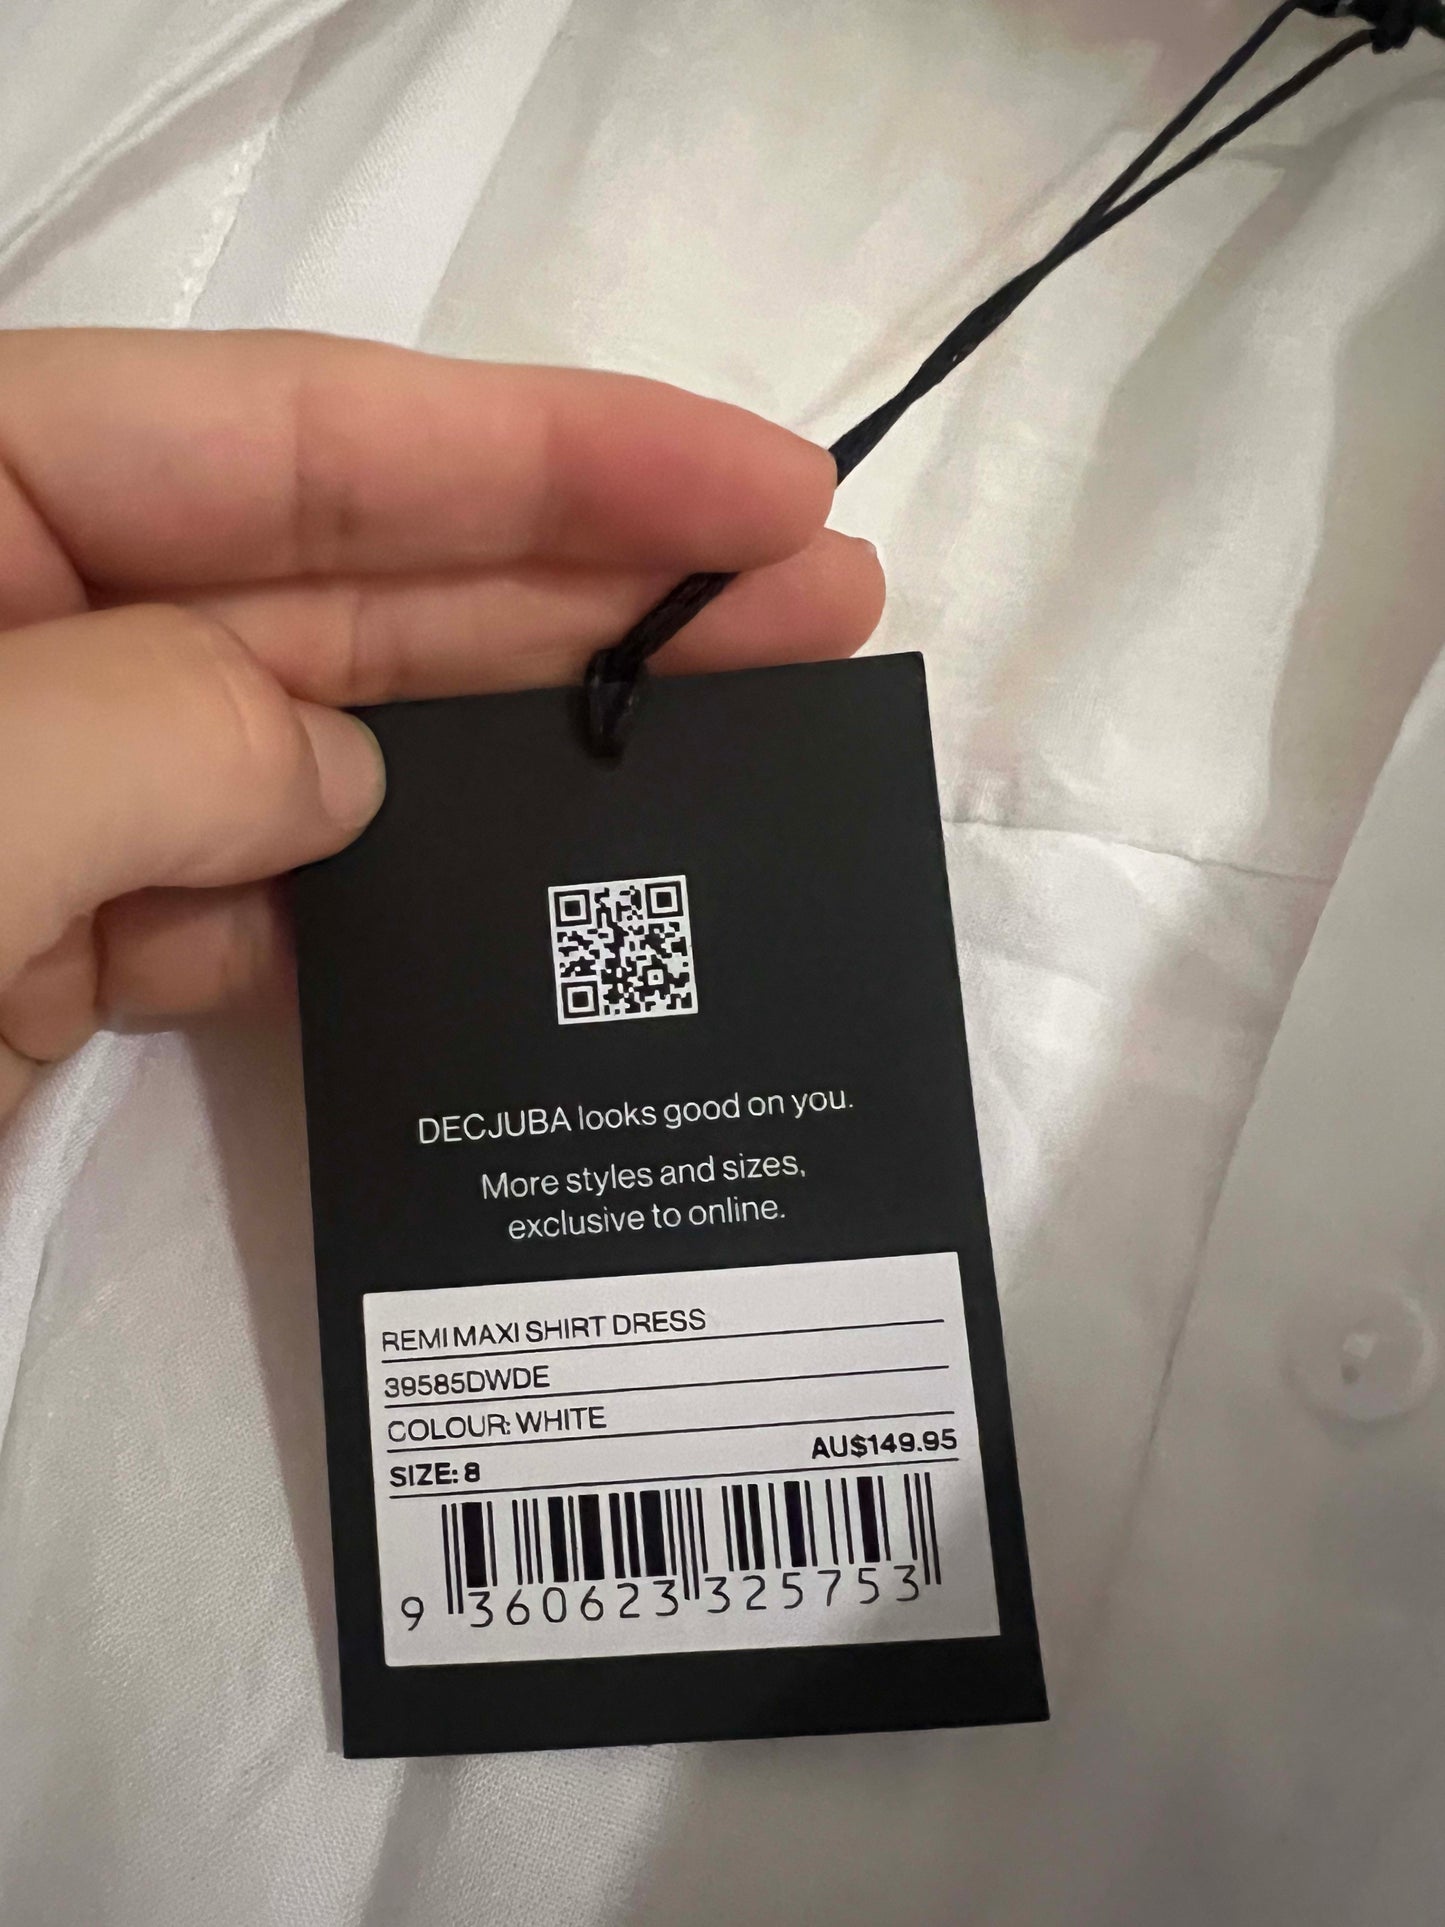 DECJUBA looks good on you.
More styles and sizes,
exclusive to online.
REMI MAXI SHIRT DRESS
39585DWDE
COLOUR: WHITE
AU$149.95
SIZE: 8
9 360623 325753